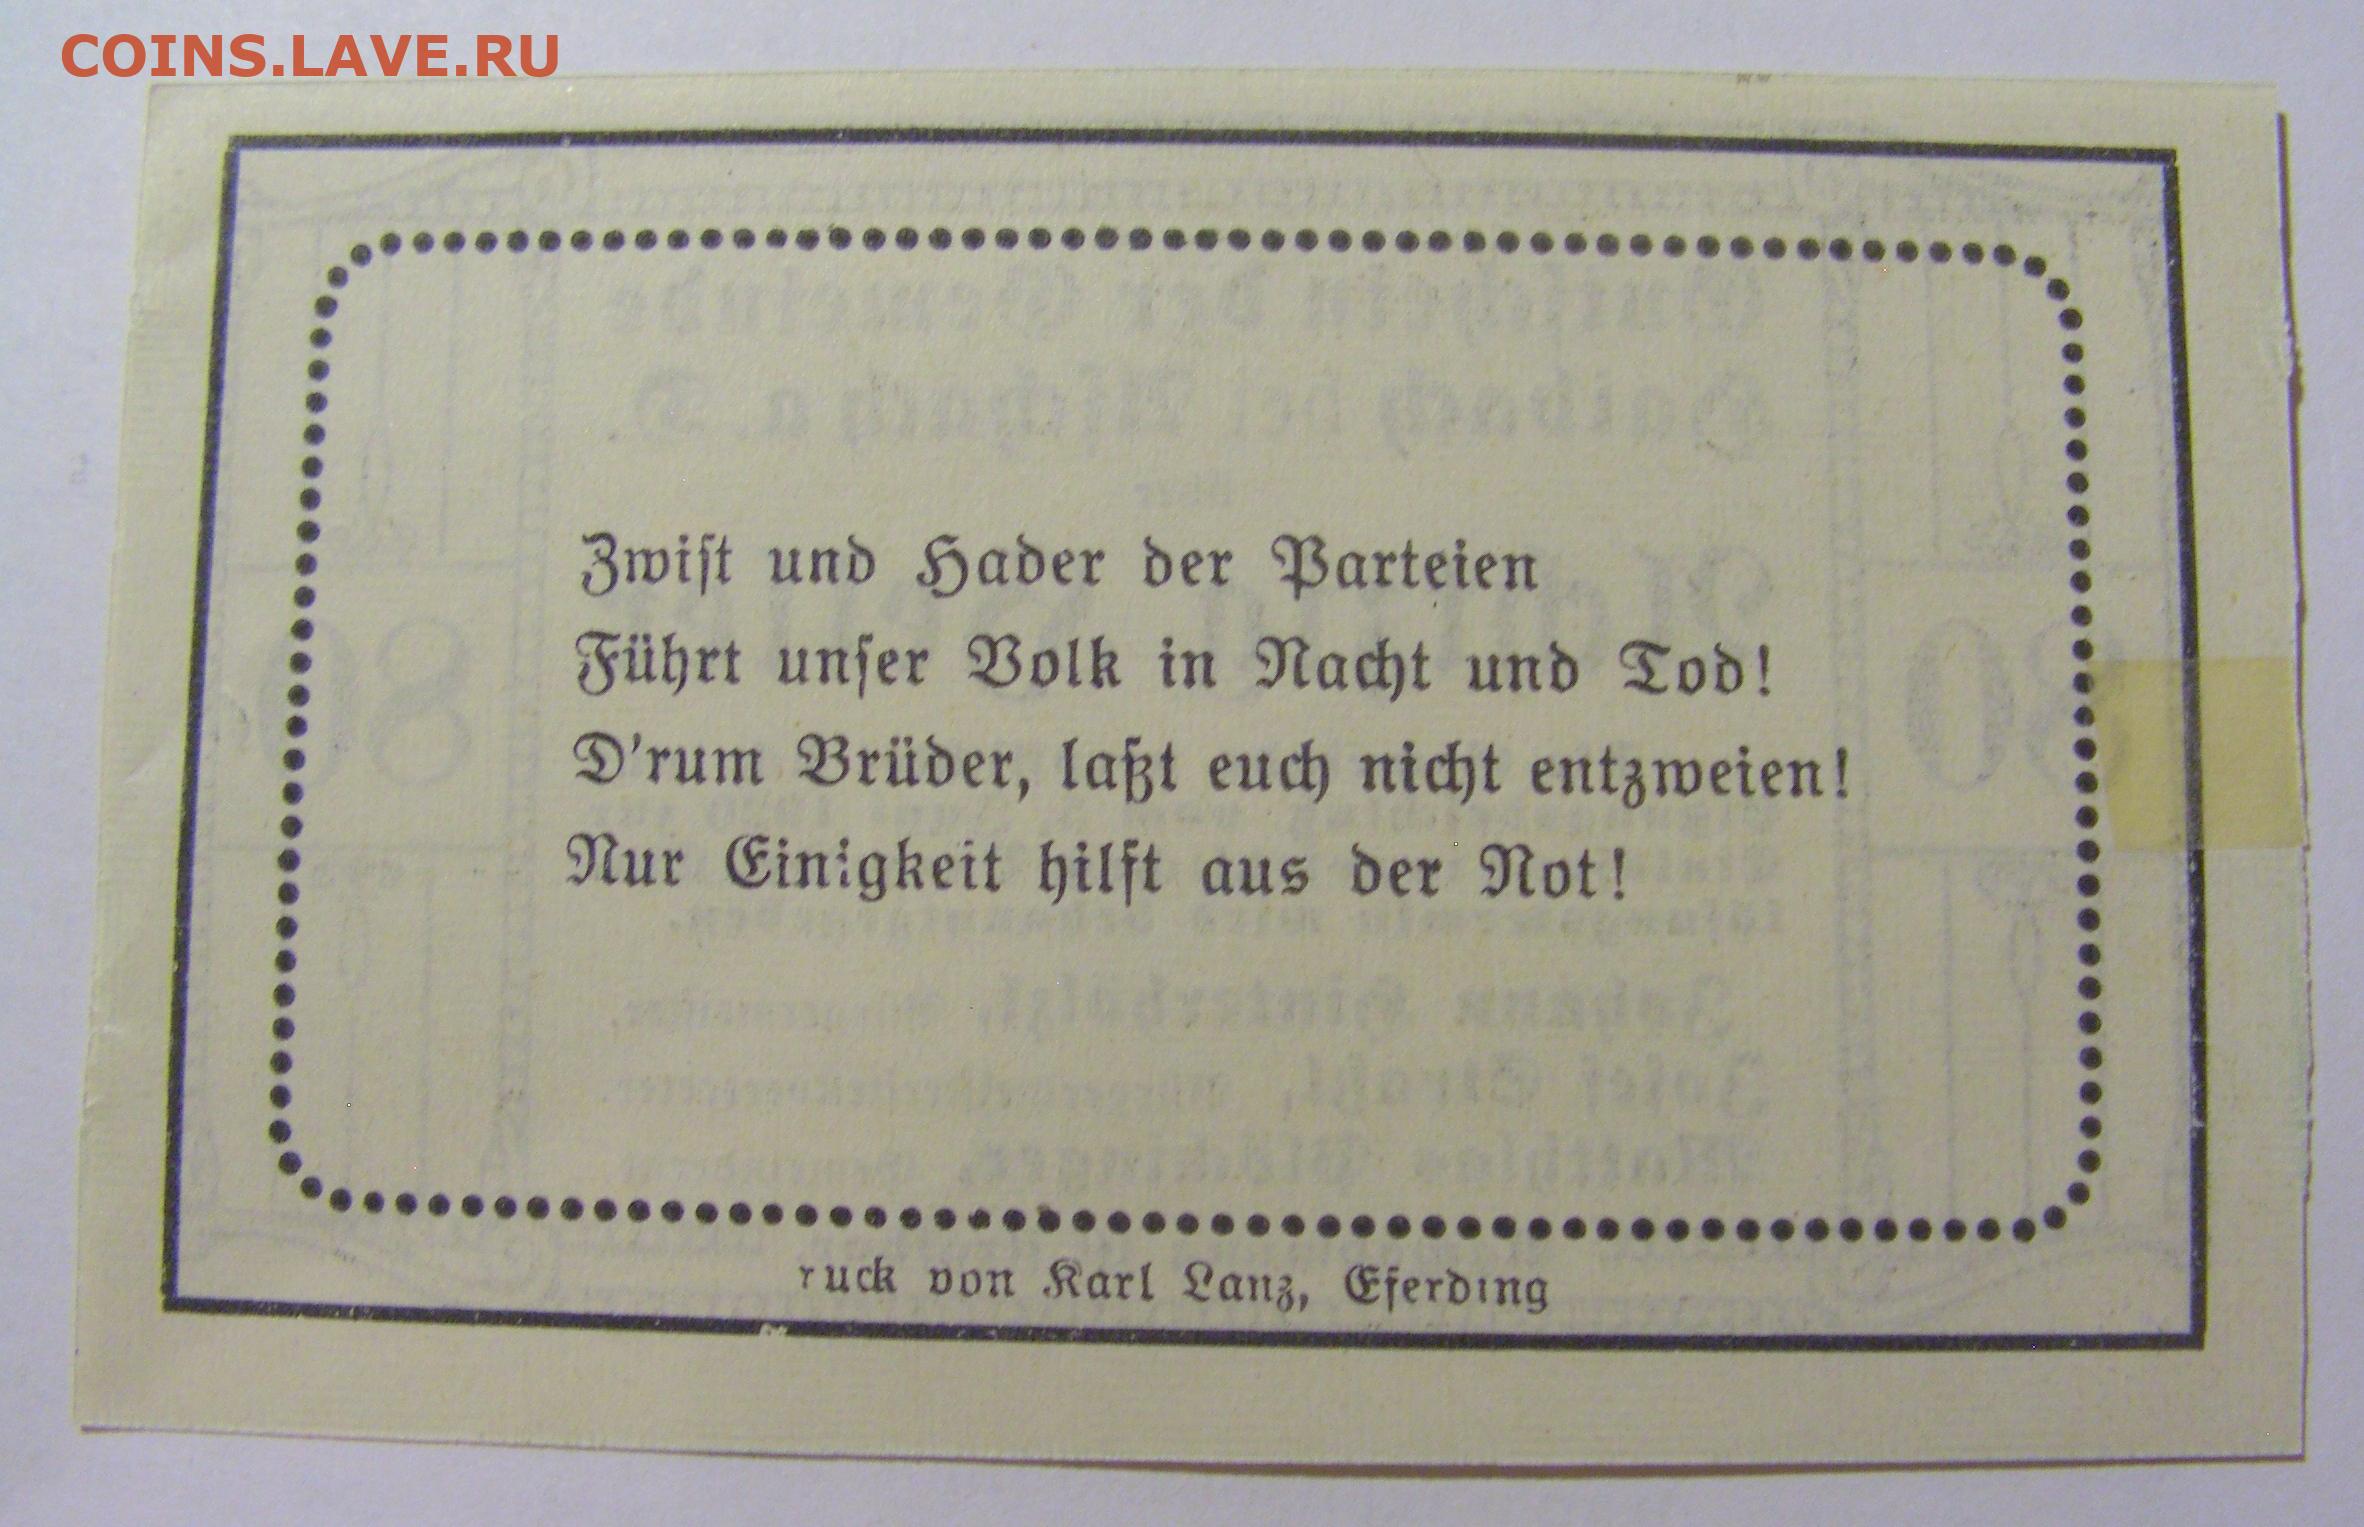 COINS.LAVE.RU
Zwist und Hader der Parteien
Führt unser Volk in Nacht und Tod!
D'rum Brüder, laßt euch nicht entzweien!
Nur Einigkeit hilft aus der Not!
ruck von Karl Lanz, Eferding